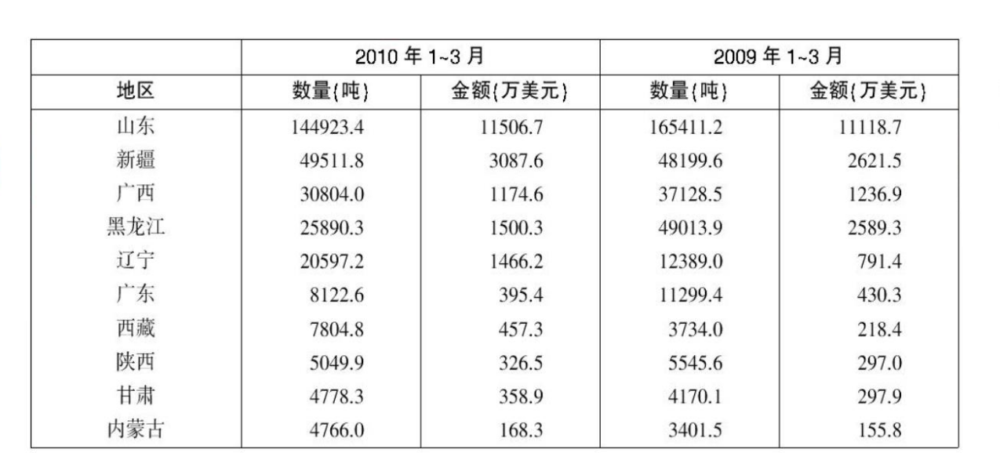 2010 年 1~3 月 2009 年 1~3 月
地区 数量(吨) 金额(万美元) 数量(吨) 金额(万美元)
山东 144923.4 11506.7 165411.2 11118.7
新疆 49511.8 3087.6 48199.6 2621.5
广西 30804.0 1174.6 37128.5 1236.9
黑龙江 25890.3 1500.3 49013.9 2589.3
辽宁 20597.2 1466.2 12389.0 791.4
广东 8122.6 395.4 11299.4 430.3
西藏 7804.8 457.3 3734.0 218.4
陕西 5049.9 326.5 5545.6 297.0
甘肃 4778.3 358.9 4170.1 297.9
内蒙古 4766.0 168.3 3401.5 155.8